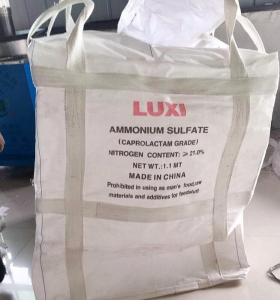 LUXI
AMMONIUM SULFATE
(CAPROLACTAM GRADE)
NITROGEN CONTENT: ≥ 21.0%
NET WT.:1.1 MT
MADE IN CHINA
Prohibited in using as man's food,raw
materials and additives for feedstuff